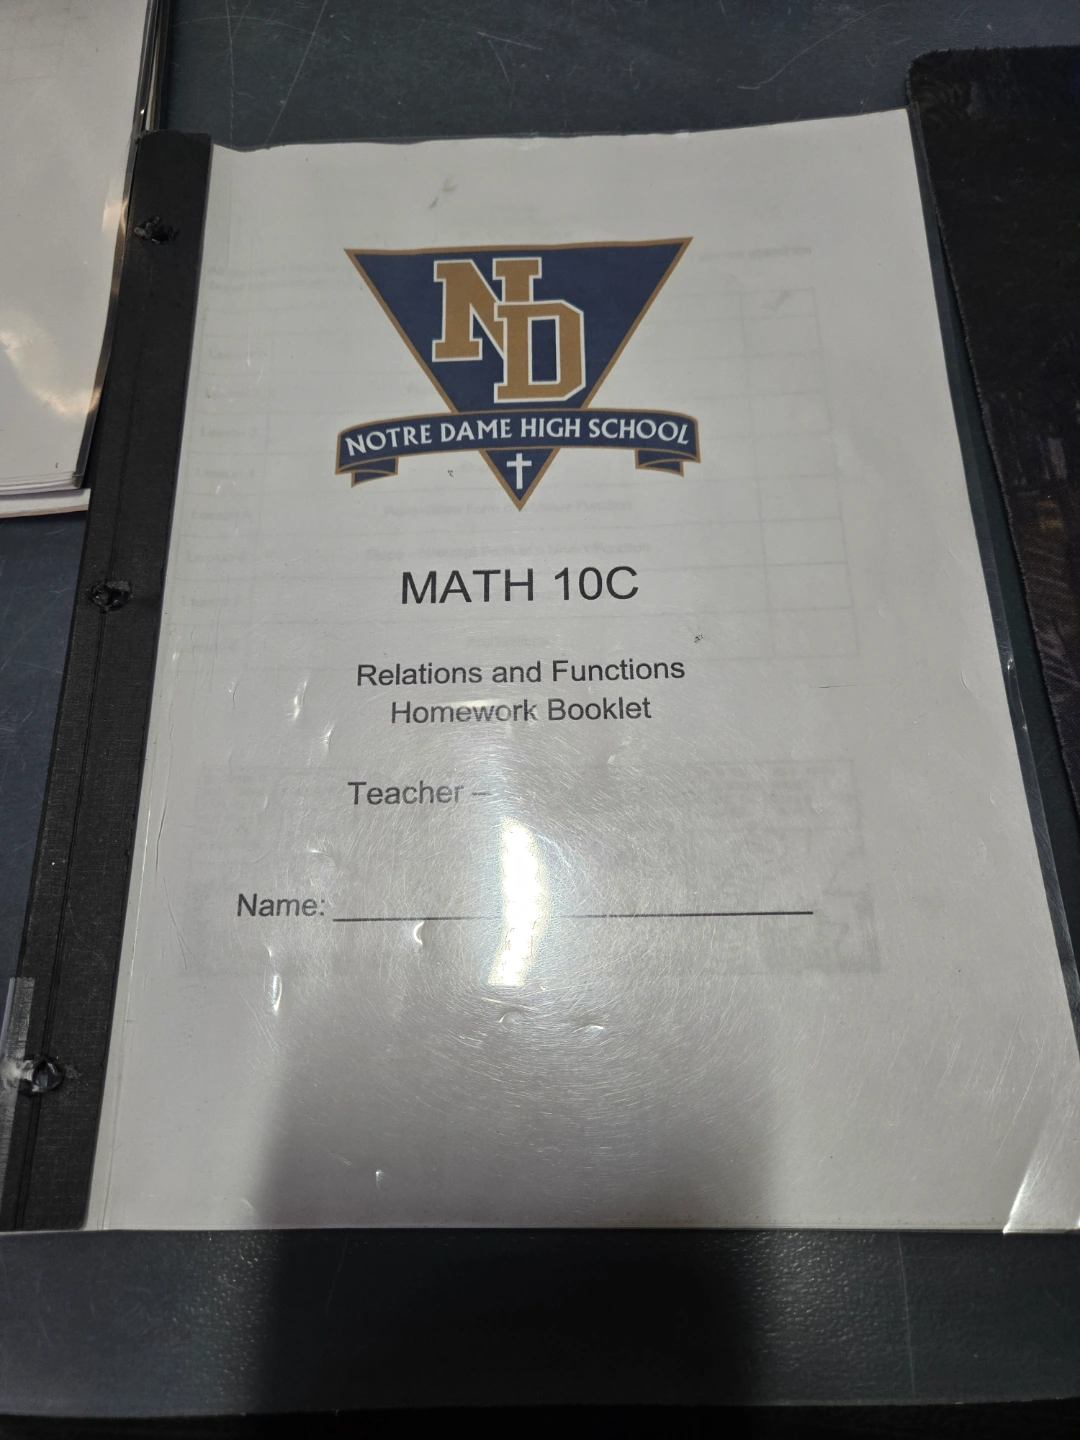 ND
NOTRE DAME HIGH SCHOOL
MATH 10C
Relations and Functions
Homework Booklet
Teacher –
Name: